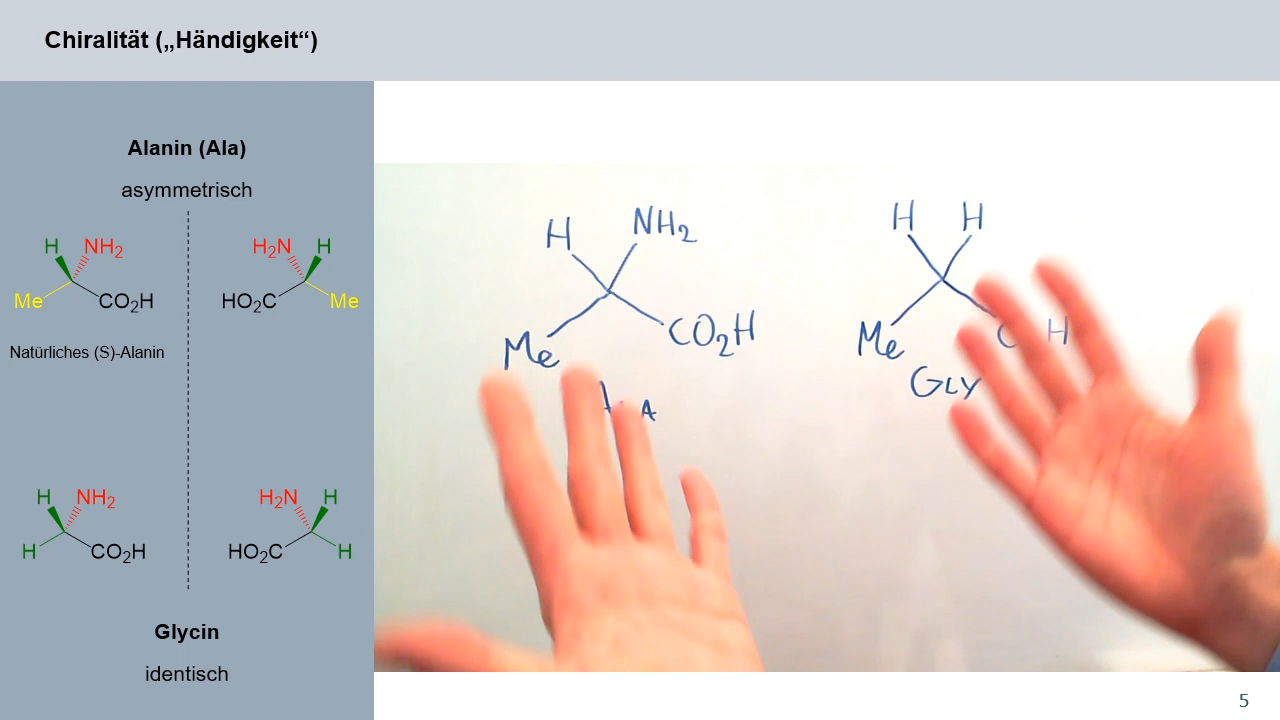 Chiralität („Händigkeit“)
Alanin (Ala)
asymmetrisch
H NH2 H2N H
Me CO2H HO2C Me
Natürliches (S)-Alanin
H NH2 H2N H
H CO2H HO2C H
Glycin
identisch
H NH2
Me CO2H
A
H H
Me C H
GLY
5